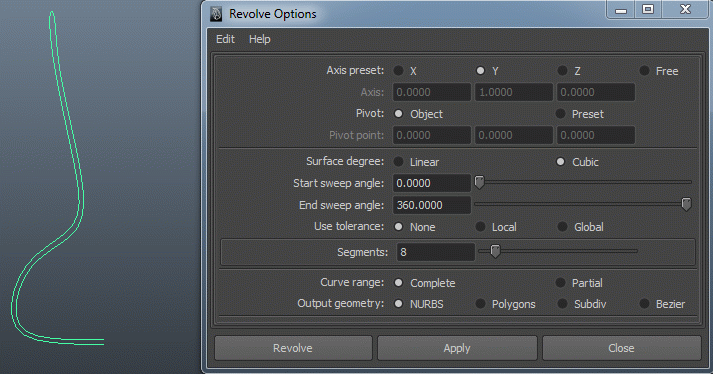 Revolve Options
Edit Help
Axis preset: X Y Z Free
Axis: 0.0000 1.0000 0.0000
Pivot: Object Preset
Pivot point: 0.0000 0.0000 0.0000
Surface degree: Linear Cubic
Start sweep angle: 0.0000
End sweep angle: 360.0000
Use tolerance: None Local Global
Segments: 8
Curve range: Complete Partial
Output geometry: NURBS Polygons Subdiv Bezier
Revolve Apply Close